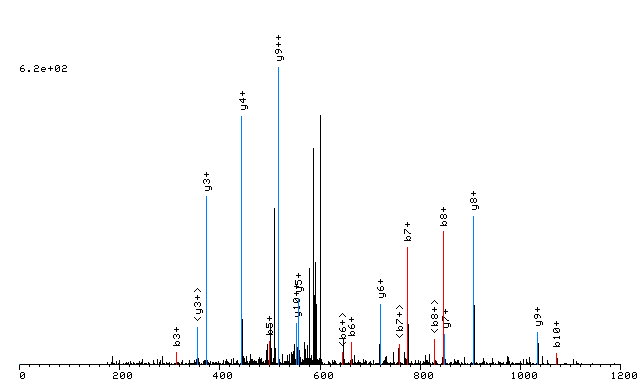 6.2e+02
b3+
<y3+>
y3+
y4+
b5+
y9++
y10++
y5+
<b6+>
b6+
y6+
<b7+>
b7+
<b8+>
b8+
y7+
y8+
y9+
b10+
0 200 400 600 800 1000 1200